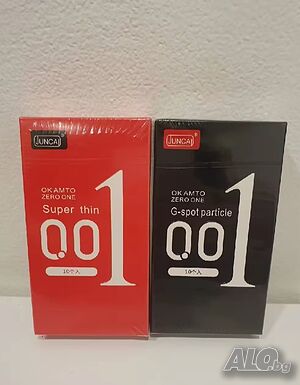 JUNCAI
OKAMTO
ZERO ONE
Super thin
0.01
10个入
JUNCAI
OKAMTO
ZERO ONE
G-spot particle
0.01
10个入
ALO.bg